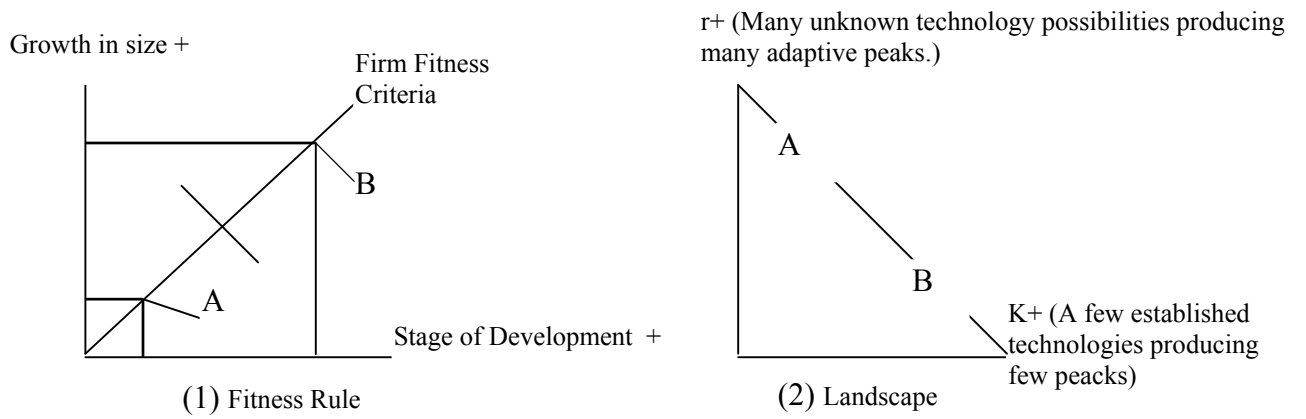 Growth in size +
Firm Fitness
Criteria
B
A
Stage of Development +
(1) Fitness Rule
r+ (Many unknown technology possibilities producing
many adaptive peaks.)
A
B
K+ (A few established
technologies producing
few peacks)
(2) Landscape